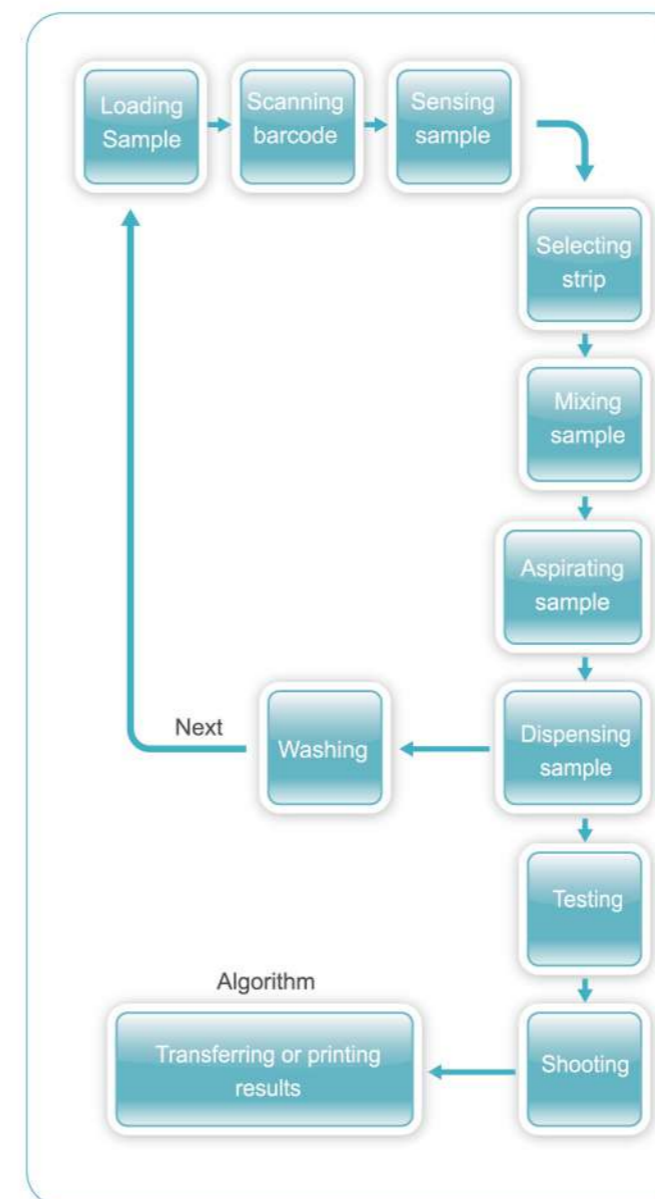 Loading
Sample
Scanning
barcode
Sensing
sample
Selecting
strip
Mixing
sample
Aspirating
sample
Dispensing
sample
Washing
Next
Testing
Shooting
Algorithm
Transferring or printing
results